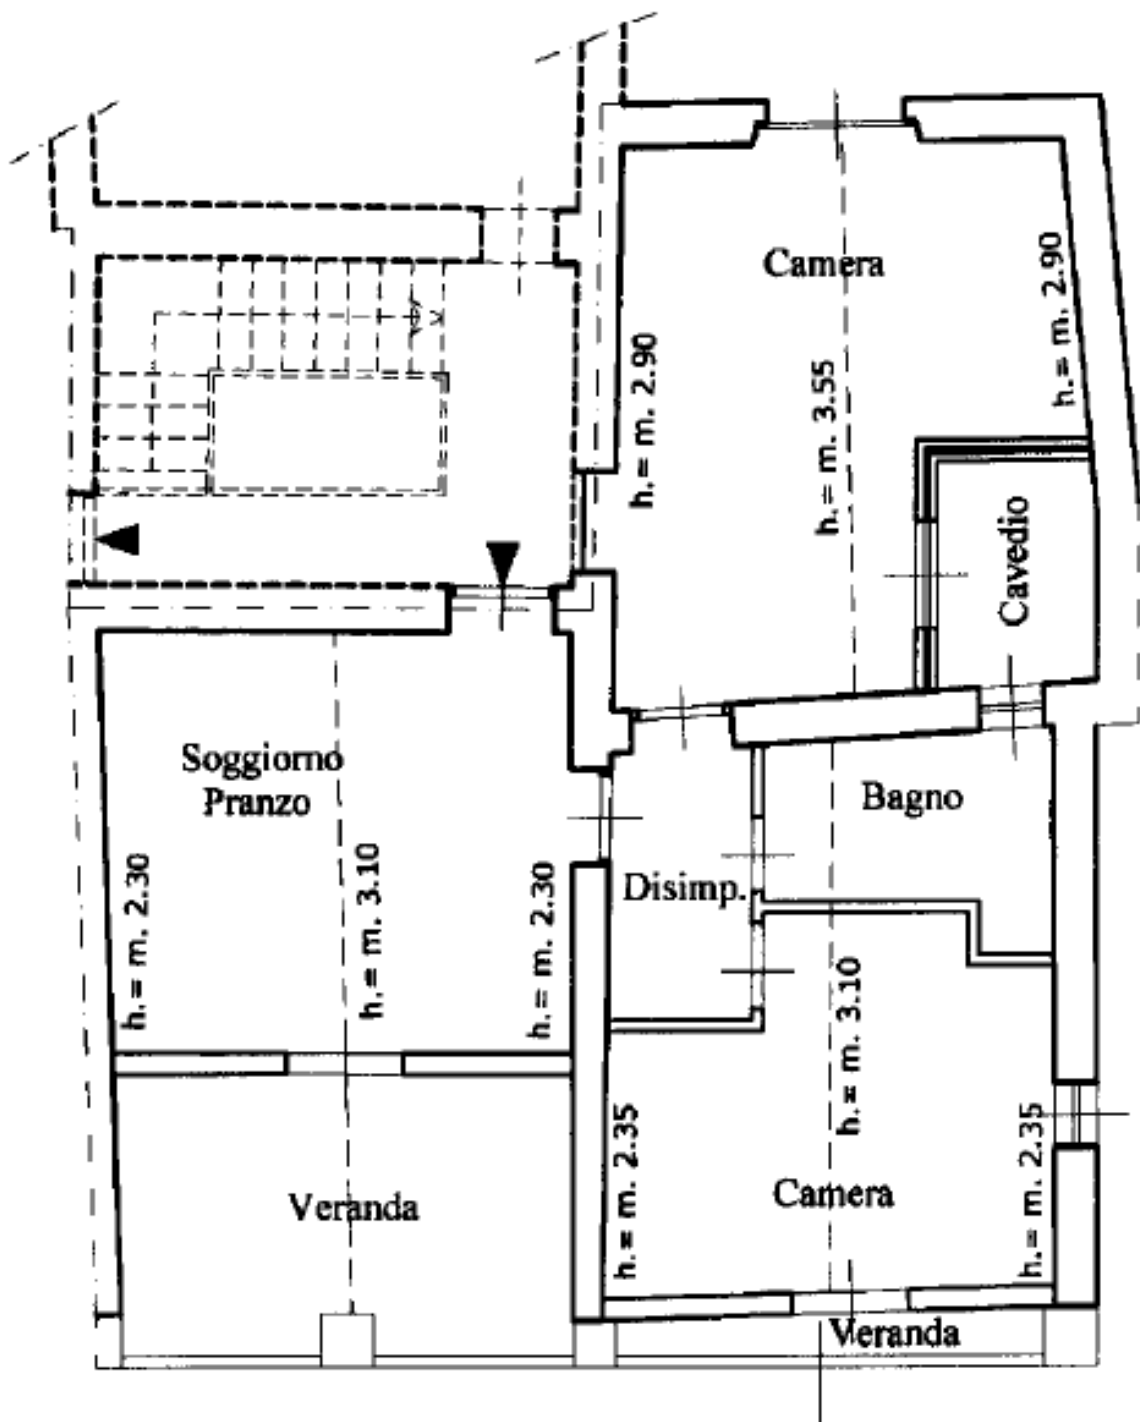 Camera
h.= m. 2.90
h.= m. 3.55
h.= m. 2.90
Cavedio
Soggiorno
Pranzo
Bagno
Disimp.
h.= m. 2.30
h.= m. 3.10
h.= m. 2.30
h.= m. 3.10
h.= m. 2.35
h.= m. 2.35
Camera
Veranda
Veranda